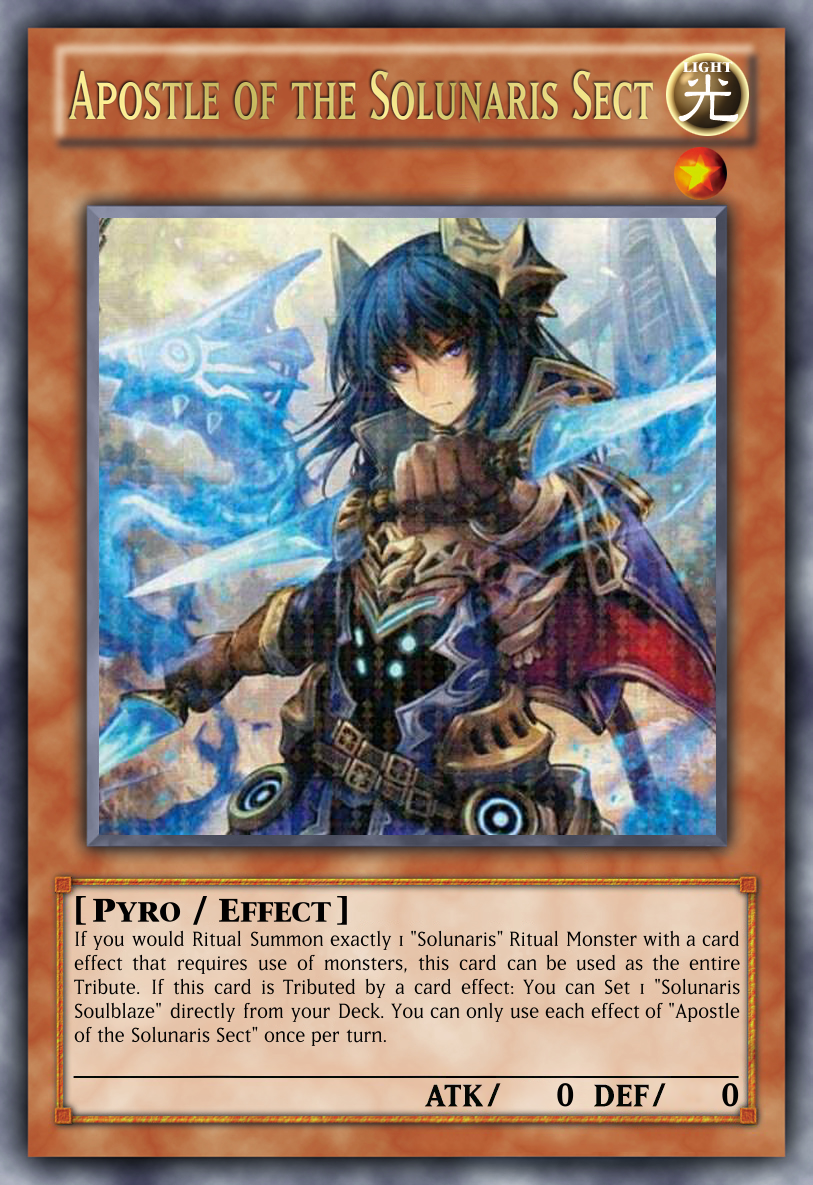 Apostle of the Solunaris Sect
LIGHT
光
[ Pyro / Effect ]
If you would Ritual Summon exactly 1 "Solunaris" Ritual Monster with a card
effect that requires use of monsters, this card can be used as the entire
Tribute. If this card is Tributed by a card effect: You can Set 1 "Solunaris
Soulblaze" directly from your Deck. You can only use each effect of "Apostle
of the Solunaris Sect" once per turn.
ATK/ 0 DEF/ 0